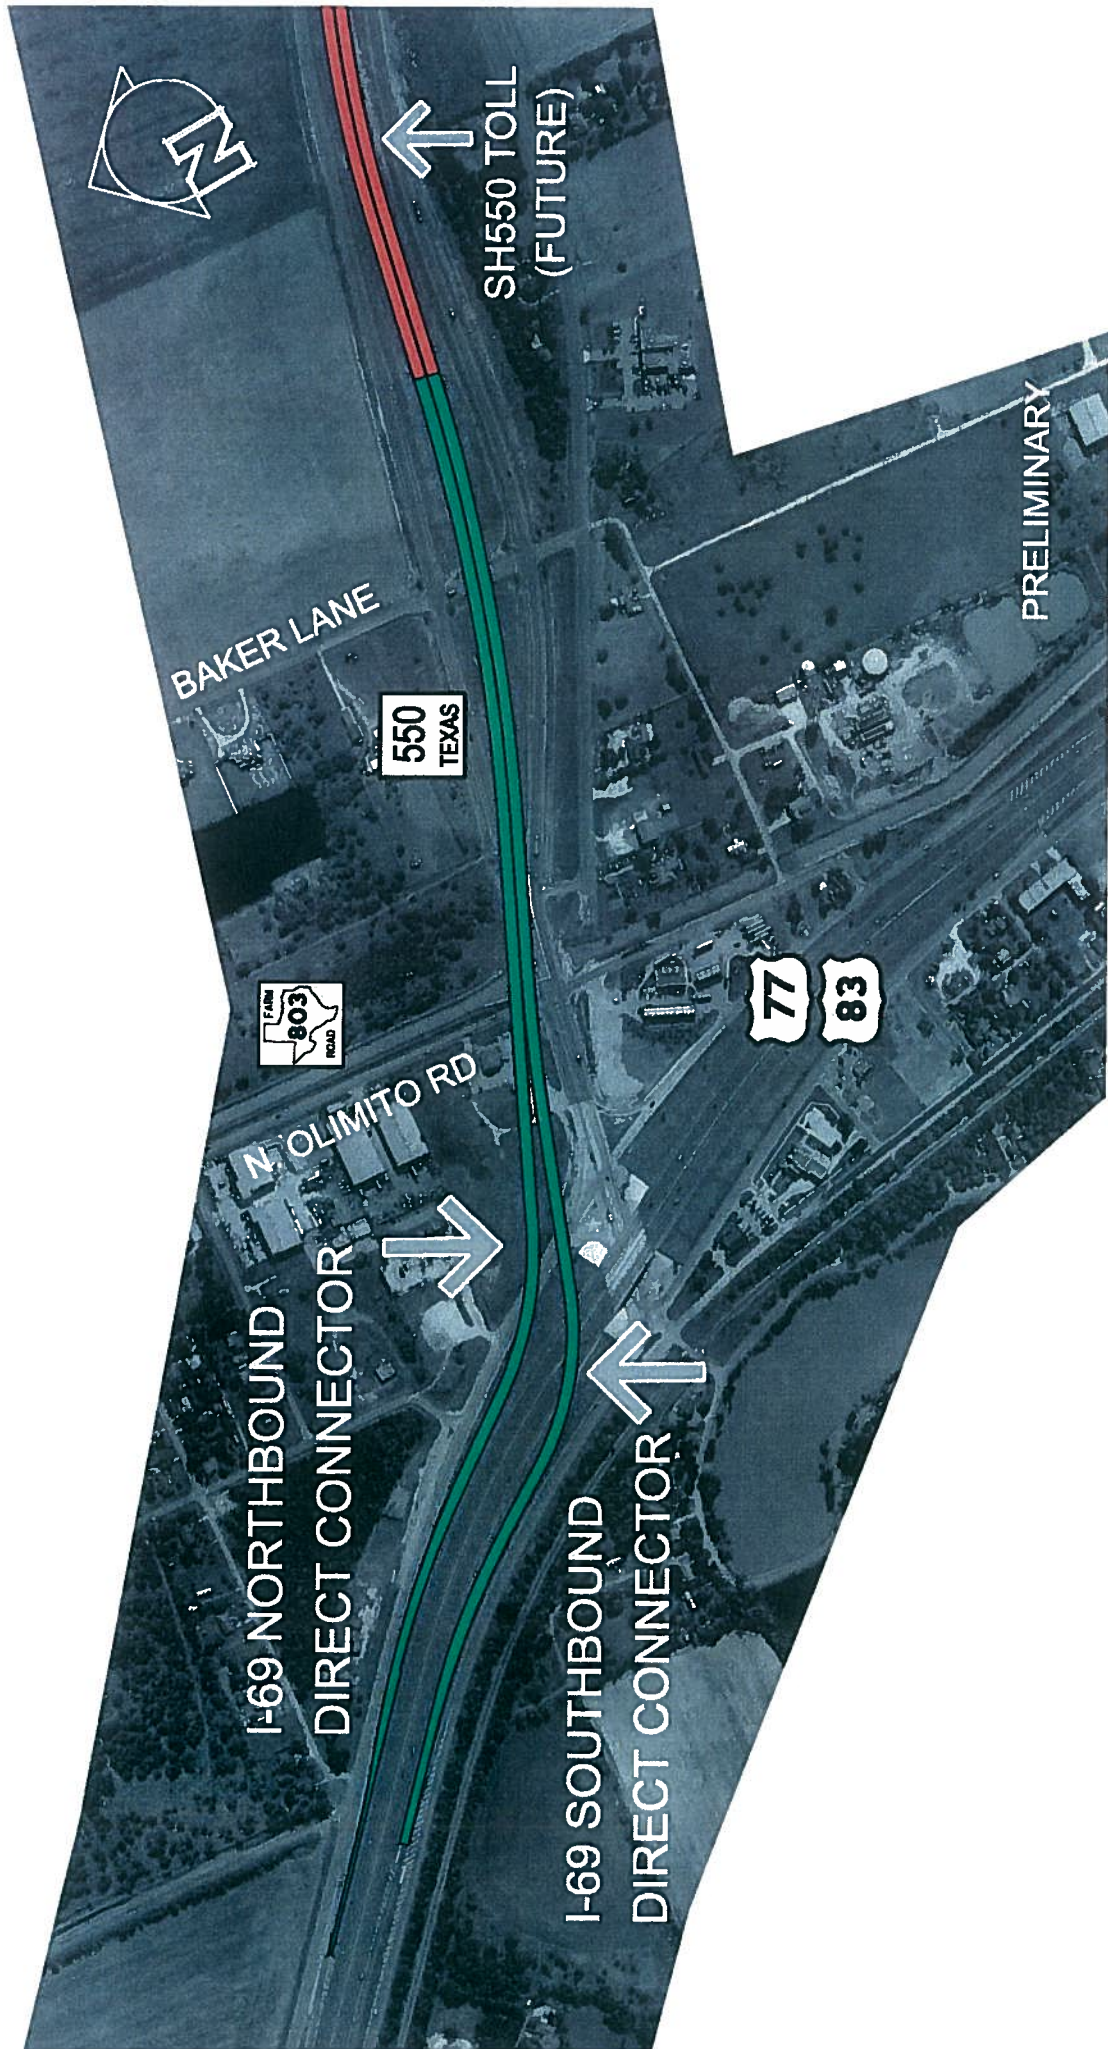 I-69 NORTHBOUND
DIRECT CONNECTOR
FARM
803
ROAD
N. OLIMITO RD
BAKER LANE
550
TEXAS
N
SH550 TOLL
(FUTURE)
I-69 SOUTHBOUND
DIRECT CONNECTOR
77
83
PRELIMINARY